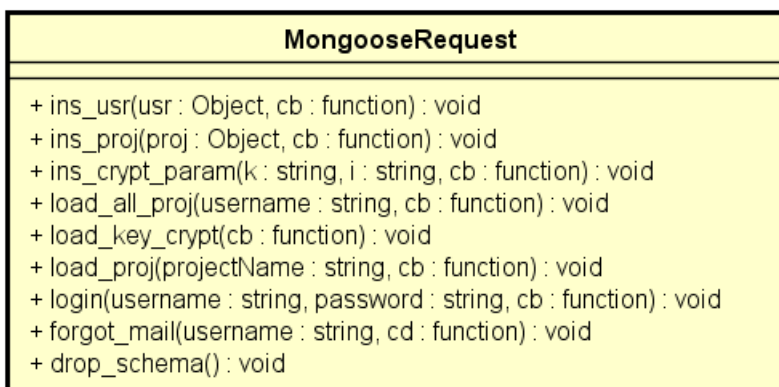 MongooseRequest
+ ins_usr(usr : Object, cb : function) : void
+ ins_proj(proj : Object, cb : function) : void
+ ins_crypt_param(k : string, i : string, cb : function) : void
+ load_all_proj(username : string, cb : function) : void
+ load_key_crypt(cb : function) : void
+ load_proj(projectName : string, cb : function) : void
+ login(username : string, password : string, cb : function) : void
+ forgot_mail(username : string, cd : function) : void
+ drop_schema() : void